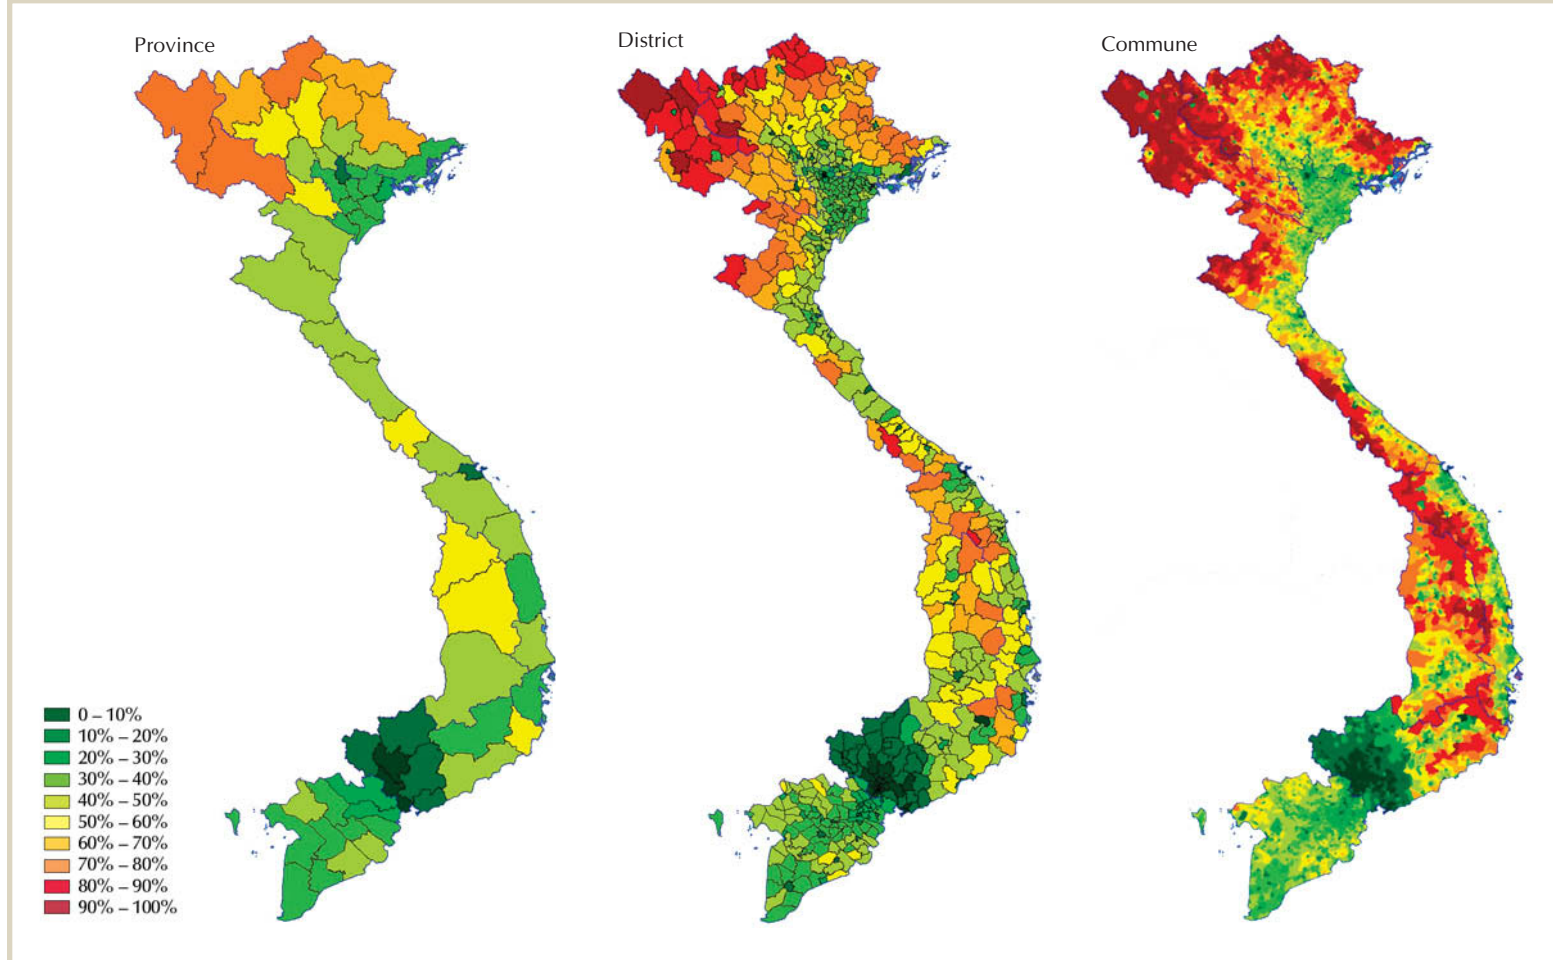 Province
District
Commune
0 – 10%
10% – 20%
20% – 30%
30% – 40%
40% – 50%
50% – 60%
60% – 70%
70% – 80%
80% – 90%
90% – 100%